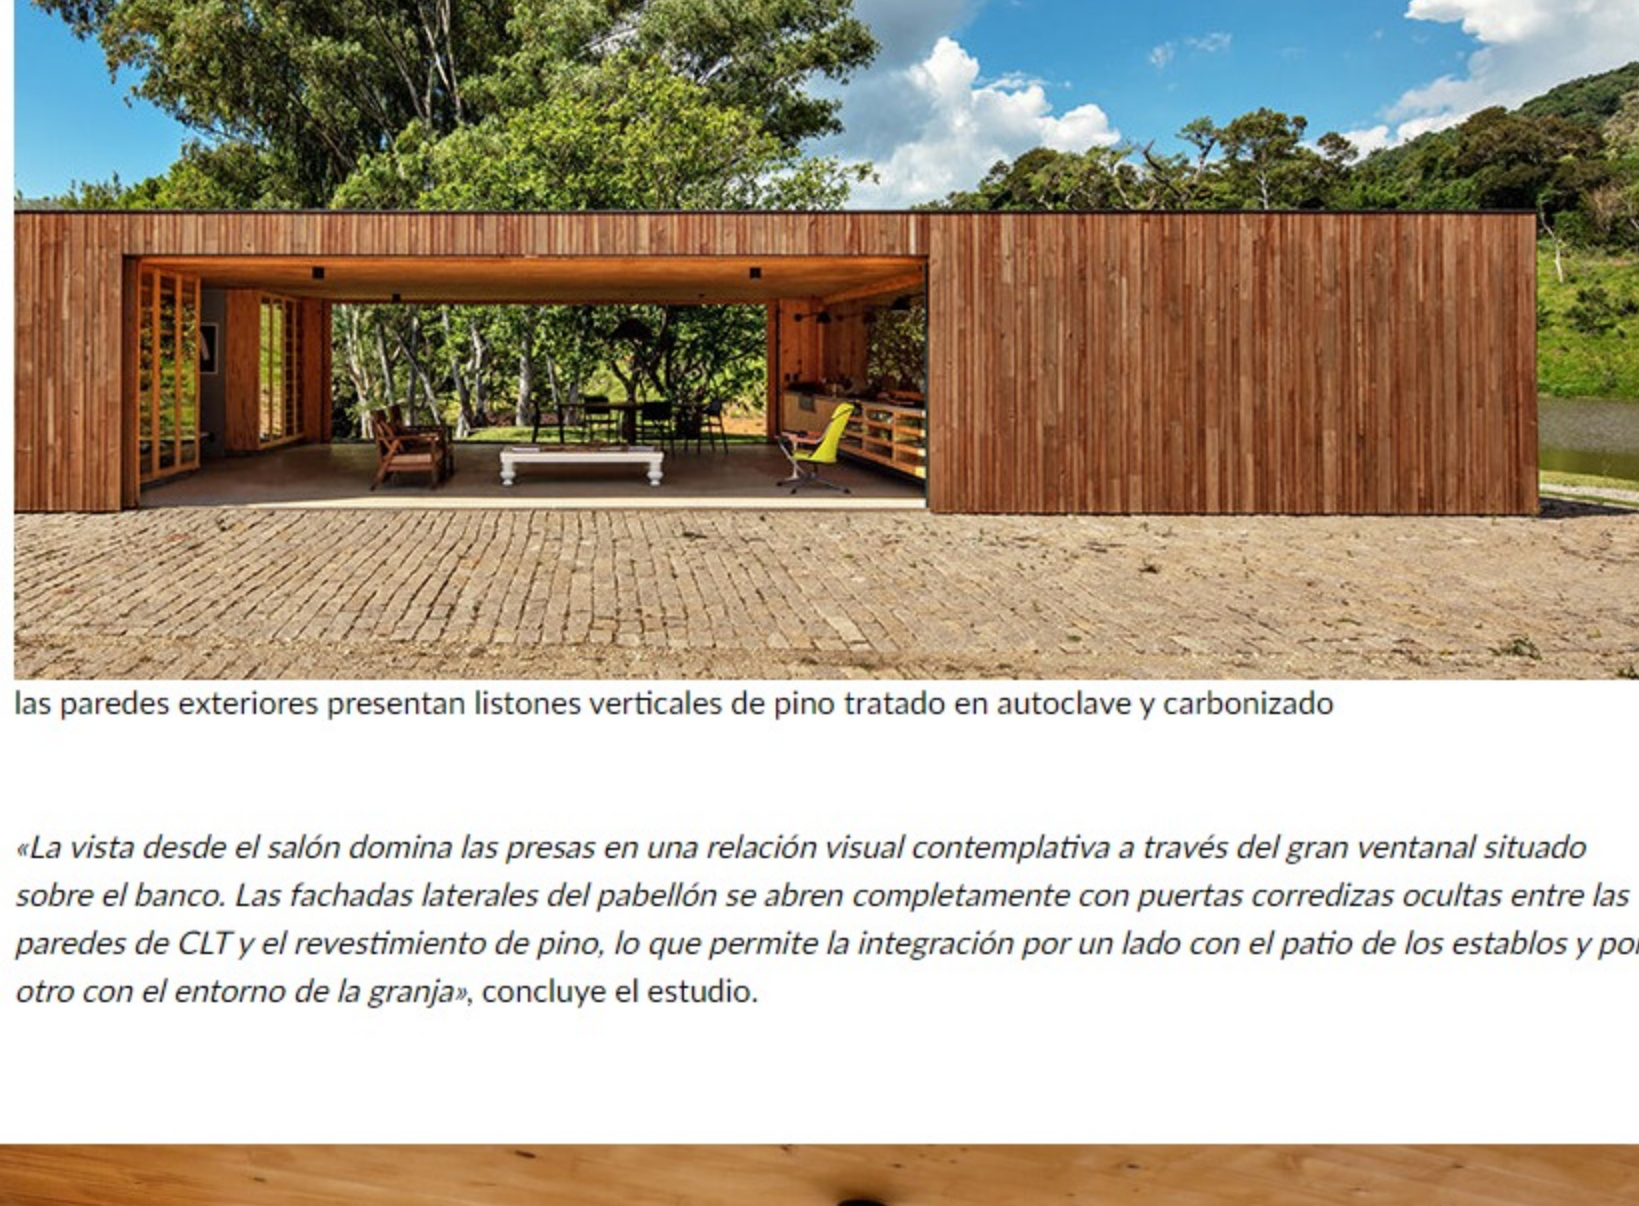 las paredes exteriores presentan listones verticales de pino tratado en autoclave y carbonizado
«La vista desde el salón domina las presas en una relación visual contemplativa a través del gran ventanal situado
sobre el banco. Las fachadas laterales del pabellón se abren completamente con puertas corredizas ocultas entre las
paredes de CLT y el revestimiento de pino, lo que permite la integración por un lado con el patio de los establos y por
otro con el entorno de la granja», concluye el estudio.